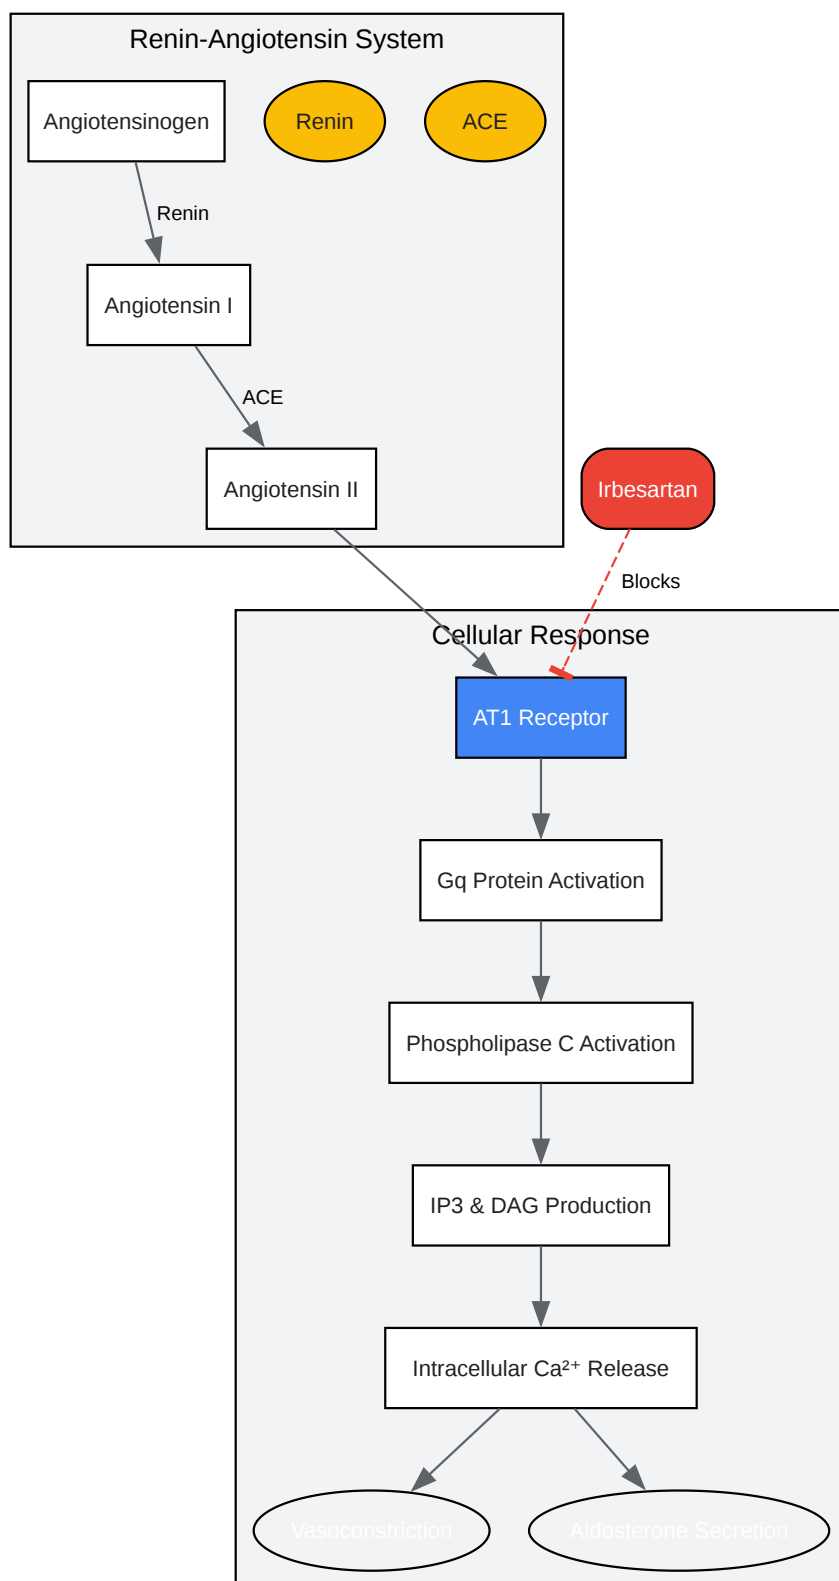 Renin-Angiotensin System
Angiotensinogen
Renin
ACE
Renin
Angiotensin I
ACE
Angiotensin II
Irbesartan
Blocks
Cellular Response
AT1 Receptor
Gq Protein Activation
Phospholipase C Activation
IP3 & DAG Production
Intracellular Ca²⁺ Release
Vasoconstriction
Aldosterone Secretion